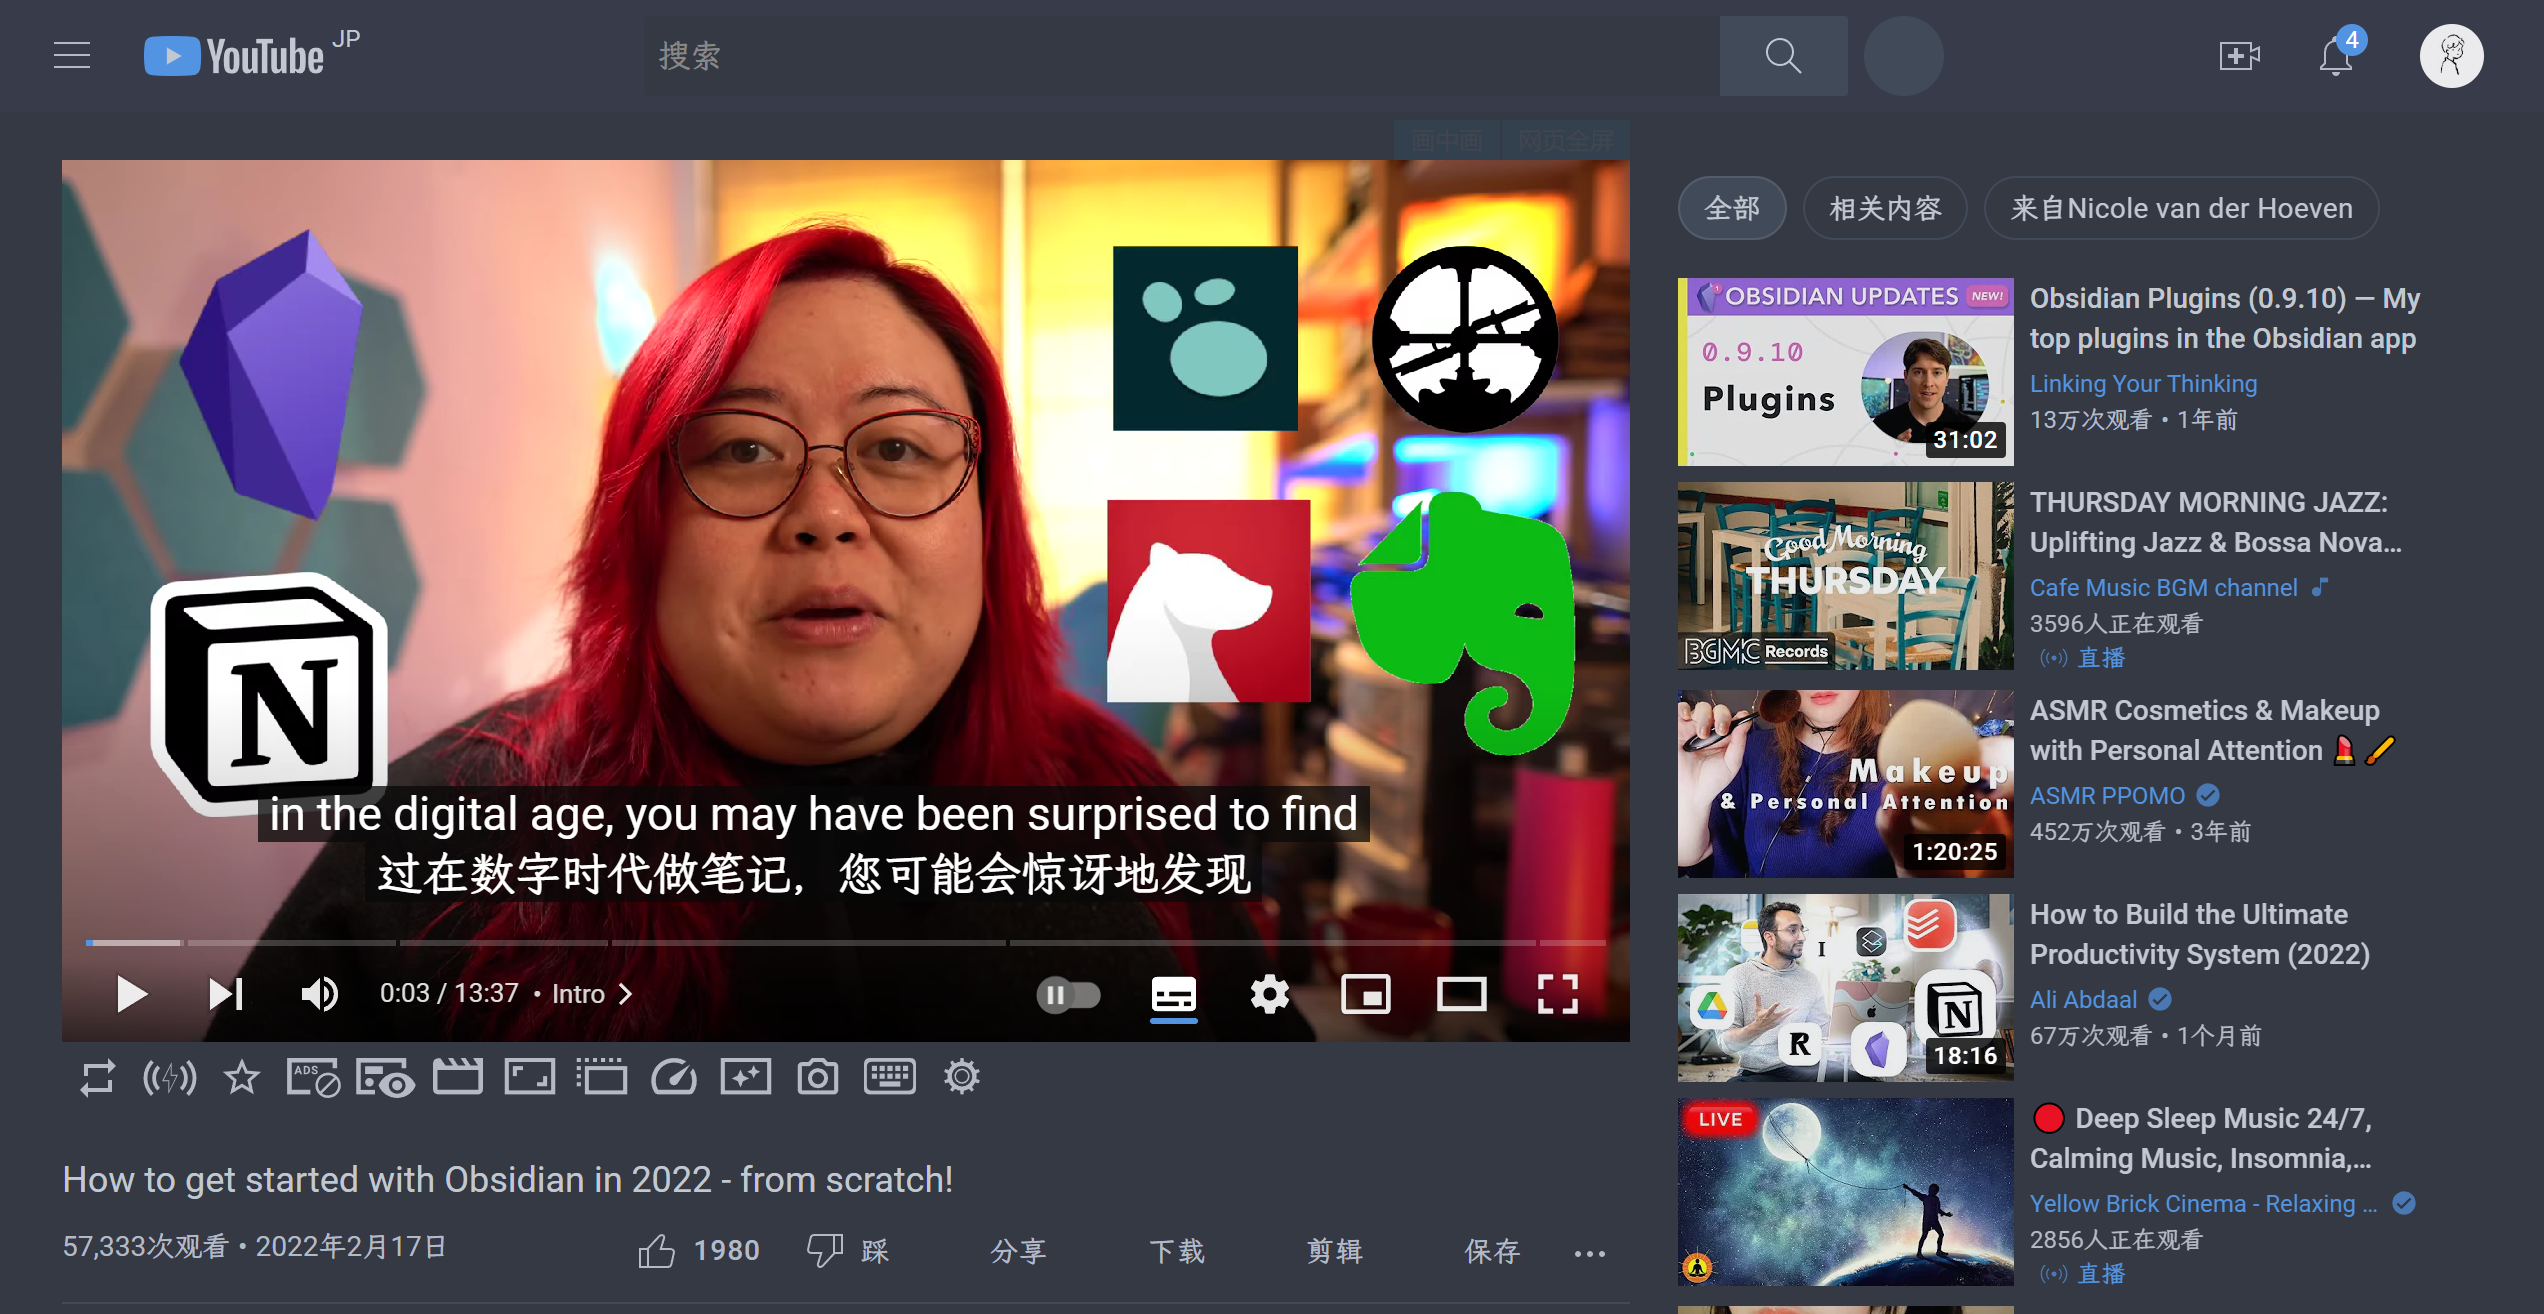 YouTube JP
搜索
4
画中画 网页全屏
全部 相关内容 来自Nicole van der Hoeven
N
in the digital age, you may have been surprised to find
过在数字时代做笔记，您可能会惊讶地发现
0:03 / 13:37 • Intro
ADS
How to get started with Obsidian in 2022 - from scratch!
57,333次观看 • 2022年2月17日
1980 踩 分享 下载 剪辑 保存
OBSIDIAN UPDATES NEW!
0.9.10
Plugins
31:02
Obsidian Plugins (0.9.10) — My
top plugins in the Obsidian app
Linking Your Thinking
13万次观看 • 1年前
Good Morning
THURSDAY
BGMC Records
THURSDAY MORNING JAZZ:
Uplifting Jazz & Bossa Nova...
Cafe Music BGM channel
3596人正在观看
直播
Makeup
& Personal Attention
1:20:25
ASMR Cosmetics & Makeup
with Personal Attention
ASMR PPOMO
452万次观看 • 3年前
I
N
R
18:16
How to Build the Ultimate
Productivity System (2022)
Ali Abdaal
67万次观看 • 1个月前
LIVE
Deep Sleep Music 24/7,
Calming Music, Insomnia,...
Yellow Brick Cinema - Relaxing ...
2856人正在观看
直播